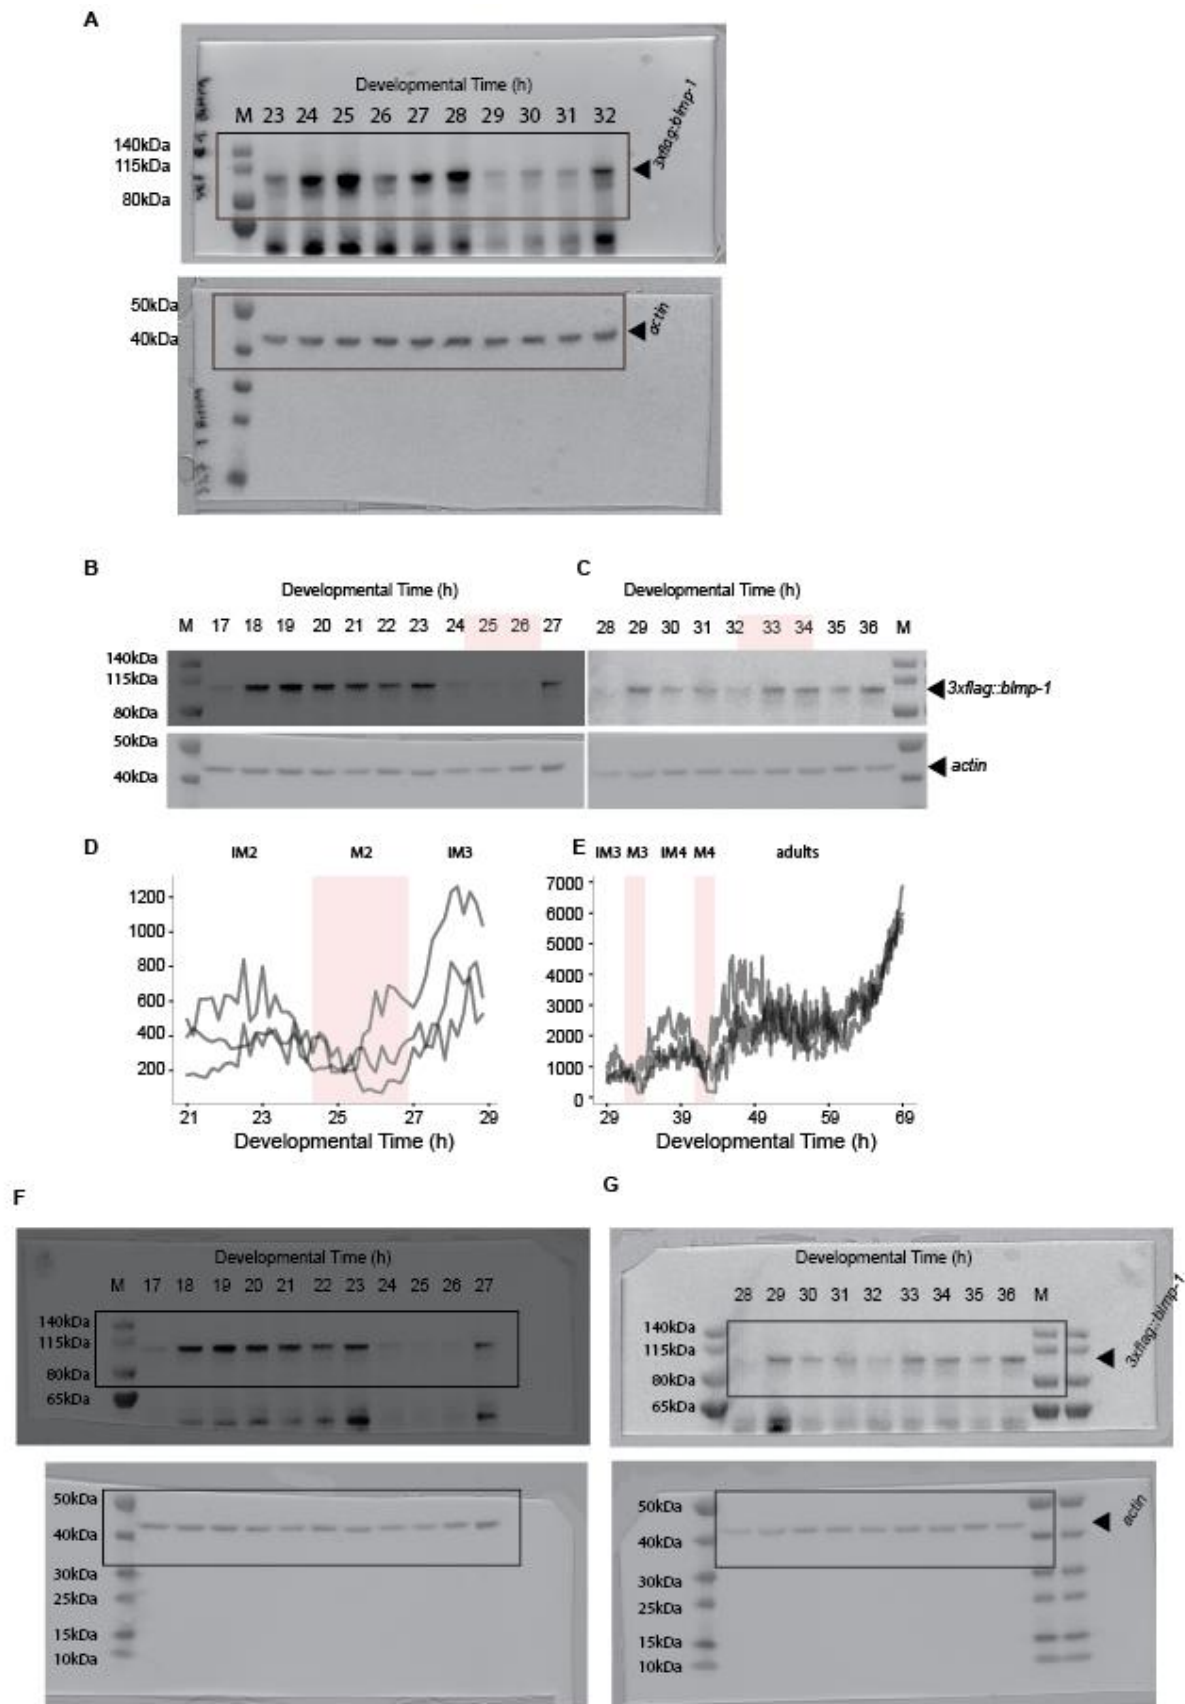 A
Developmental Time (h)
M 23 24 25 26 27 28 29 30 31 32
140kDa
115kDa
80kDa
3xflag::blmp-1
50kDa
40kDa
actin
B
Developmental Time (h)
M 17 18 19 20 21 22 23 24 25 26 27
140kDa
115kDa
80kDa
50kDa
40kDa
C
Developmental Time (h)
28 29 30 31 32 33 34 35 36 M
3xflag::blmp-1
actin
D
IM2 M2 IM3
1200
1000
800
600
400
200
21 23 25 27 29
Developmental Time (h)
E
IM3 M3 IM4 M4 adults
7000
6000
5000
4000
3000
2000
1000
0
29 39 49 59 69
Developmental Time (h)
F
Developmental Time (h)
M 17 18 19 20 21 22 23 24 25 26 27
140kDa
115kDa
80kDa
65kDa
50kDa
40kDa
30kDa
25kDa
15kDa
10kDa
G
Developmental Time (h)
28 29 30 31 32 33 34 35 36 M
140kDa
115kDa
80kDa
65kDa
3xflag::blmp-1
50kDa
40kDa
30kDa
25kDa
15kDa
10kDa
actin